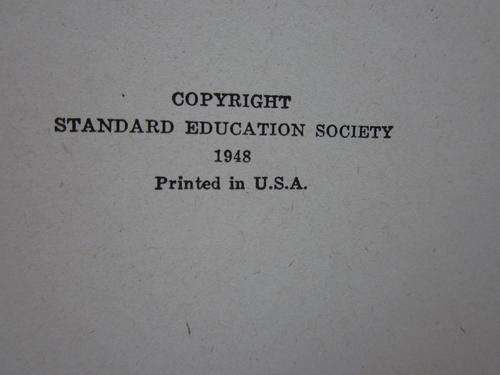 COPYRIGHT
STANDARD EDUCATION SOCIETY
1948
Printed in U.S.A.